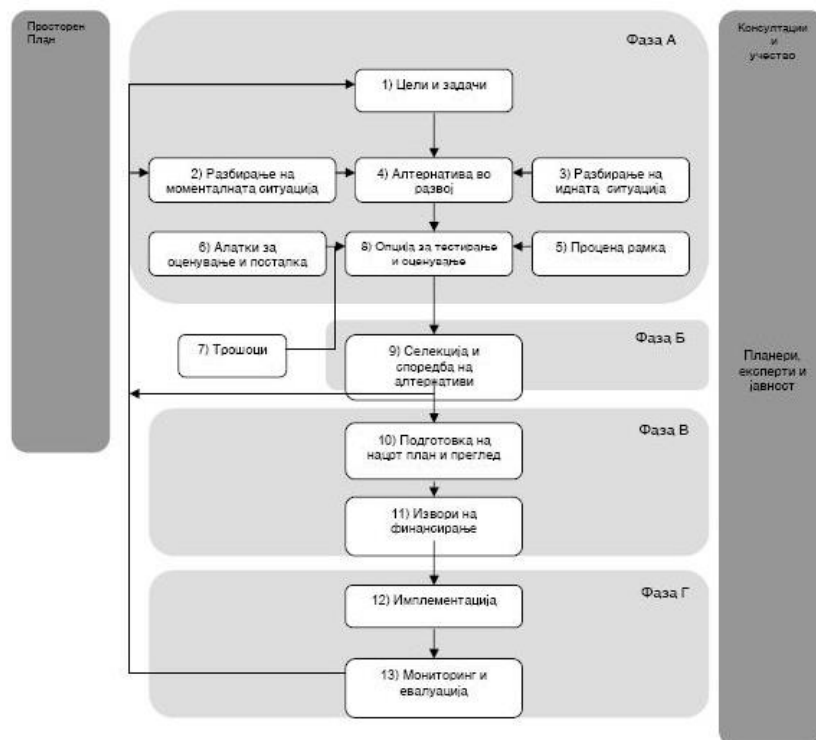 Просторен
План
Консултации
и
учество
Фаза А
1) Цели и задачи
2) Разбирање на
моменталната ситуација
4) Алтернатива во
развој
3) Разбирање на
идната ситуација
6) Алатки за
оценување и постапка
8) Опција за тестирање
и оценување
5) Процена рамка
Фаза Б
7) Трошоци
9) Селекција и
споредба на
алтернативи
Планери,
експерти и
јавност
Фаза В
10) Подготовка на
нацрт план и преглед
11) Извори на
финансирање
Фаза Г
12) Имплементација
13) Мониторинг и
евалуација